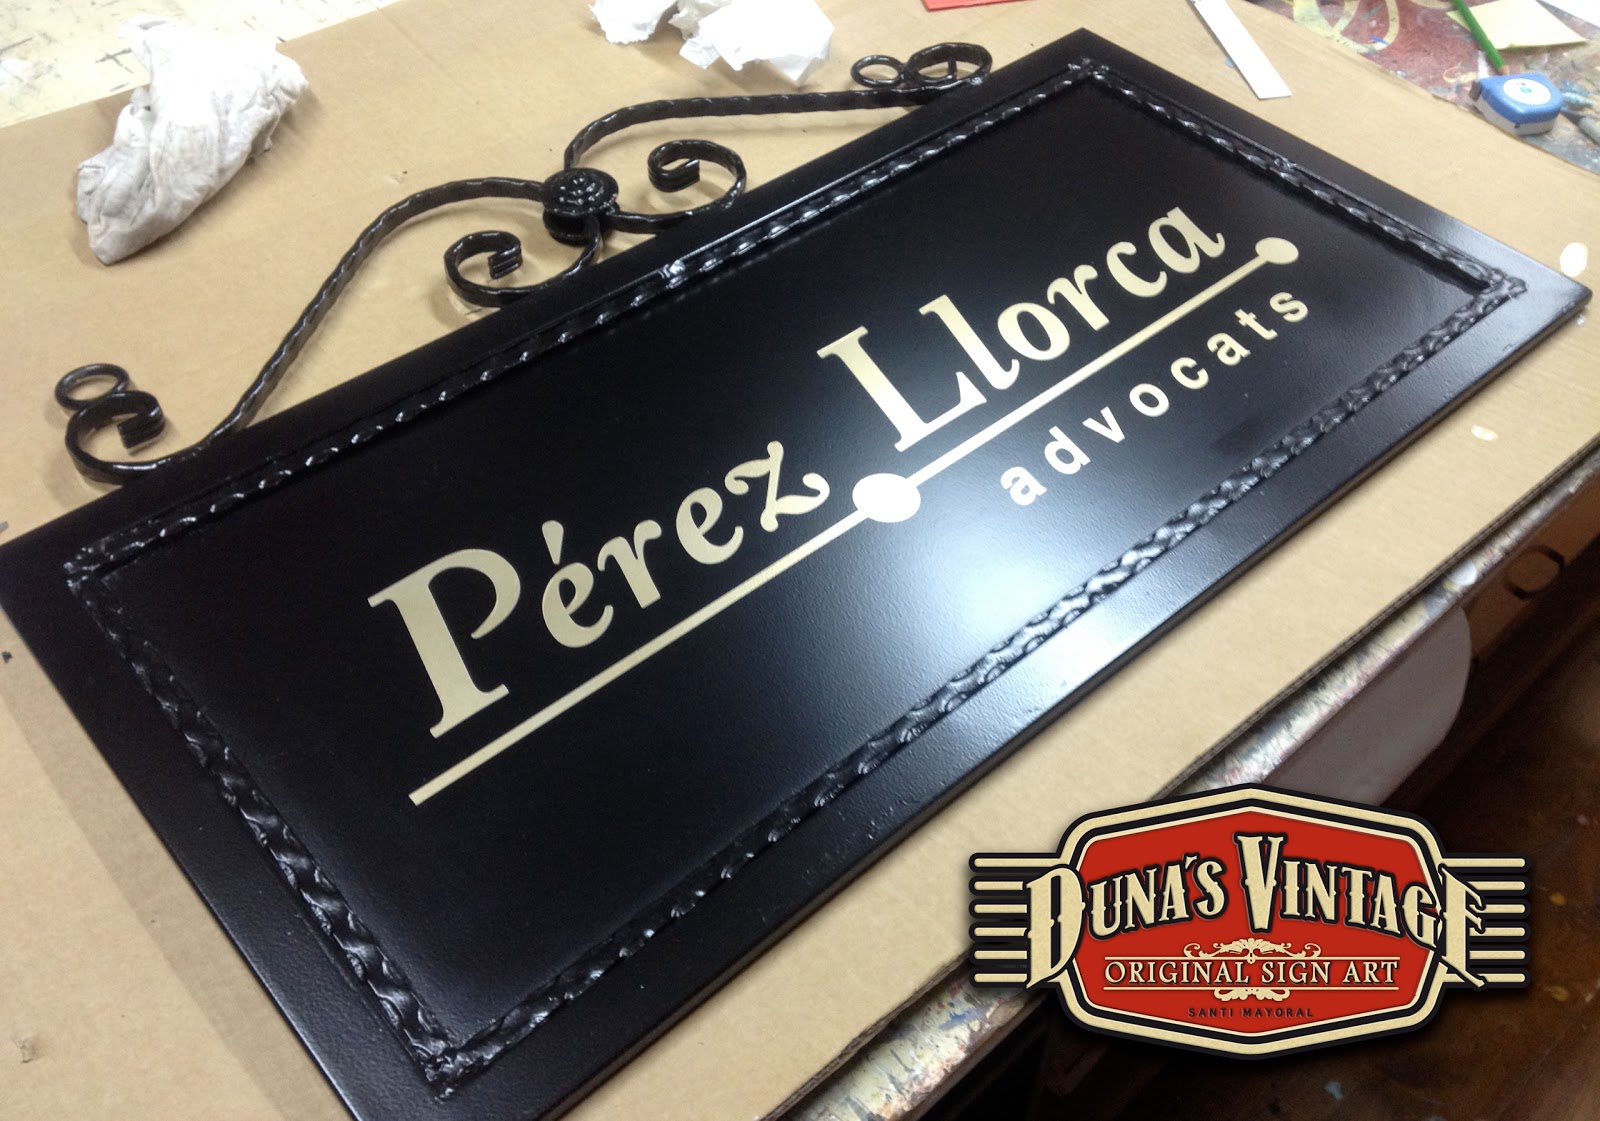 Pérez Llorca
advocats
DUNA'S VINTAGE
ORIGINAL SIGN ART
SANTI MAYORAL